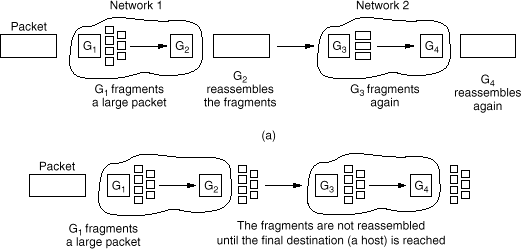 Network 1
Network 2
Packet
G1
G2
G3
G4
G1 fragments
a large packet
G2
reassembles
the fragments
G3 fragments
again
G4
reassembles
again
(a)
Packet
G1
G2
G3
G4
G1 fragments
a large packet
The fragments are not reassembled
until the final destination (a host) is reached